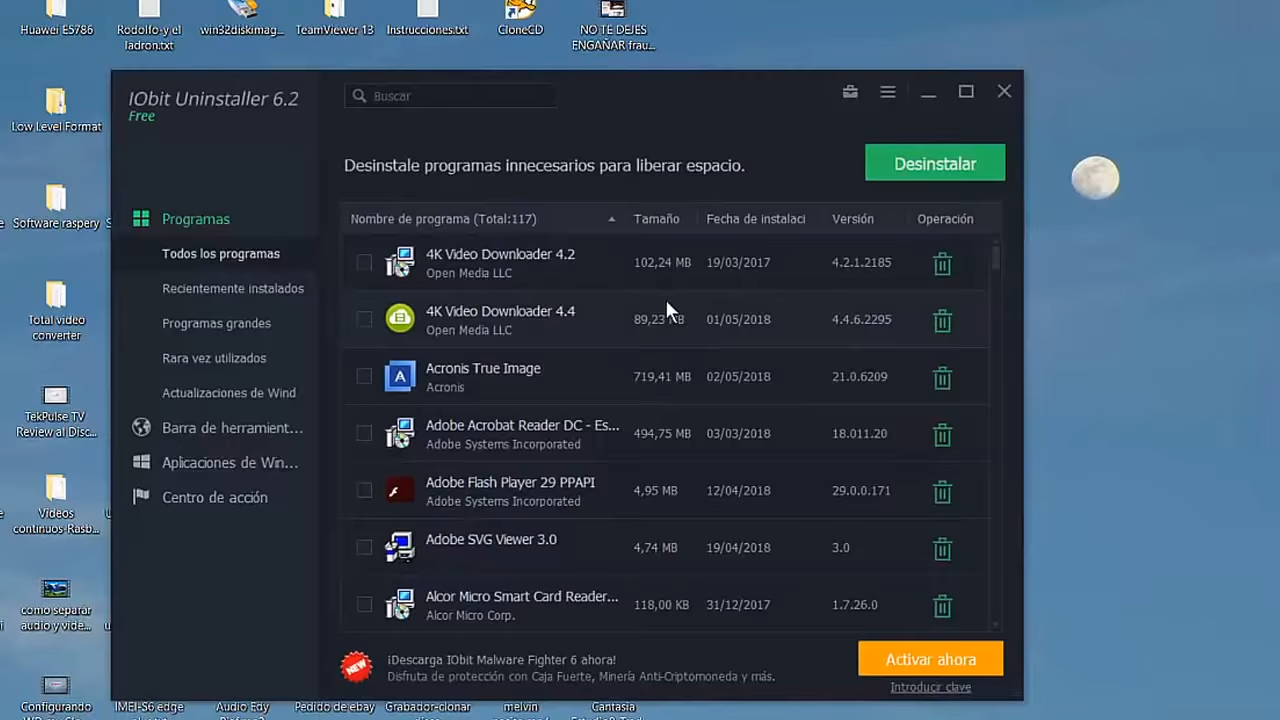 Huawei E5786
Rodolfo-y el
ladron.txt
win32diskimag...
TeamViewer 13
Instrucciones.txt
CloneCD
NO TE DEJES
ENGAÑAR frau...
Low Level Format
Software raspery
Total video
converter
TekPulse TV
Review al Disc...
Videos
continuos-Rasb...
como separar
audio y vide...
Configurando
IMEI-S6 edge
Audio Edy
Pedido de ebay
Grabador-clonar
melvin
Camtasia
IObit Uninstaller 6.2
Free
Buscar
Desinstale programas innecesarios para liberar espacio.
Desinstalar
Programas
Todos los programas
Recientemente instalados
Programas grandes
Rara vez utilizados
Actualizaciones de Wind
Barra de herramient...
Aplicaciones de Win...
Centro de acción
Nombre de programa (Total:117) Tamaño Fecha de instalaci Versión Operación
4K Video Downloader 4.2
Open Media LLC
102,24 MB 19/03/2017 4.2.1.2185
4K Video Downloader 4.4
Open Media LLC
89,23 MB 01/05/2018 4.4.6.2295
Acronis True Image
Acronis
719,41 MB 02/05/2018 21.0.6209
Adobe Acrobat Reader DC - Es...
Adobe Systems Incorporated
494,75 MB 03/03/2018 18.011.20
Adobe Flash Player 29 PPAPI
Adobe Systems Incorporated
4,95 MB 12/04/2018 29.0.0.171
Adobe SVG Viewer 3.0
4,74 MB 19/04/2018 3.0
Alcor Micro Smart Card Reader...
Alcor Micro Corp.
118,00 KB 31/12/2017 1.7.26.0
NEW
¡Descarga IObit Malware Fighter 6 ahora!
Disfruta de protección con Caja Fuerte, Minería Anti-Criptomoneda y más.
Activar ahora
Introducir clave